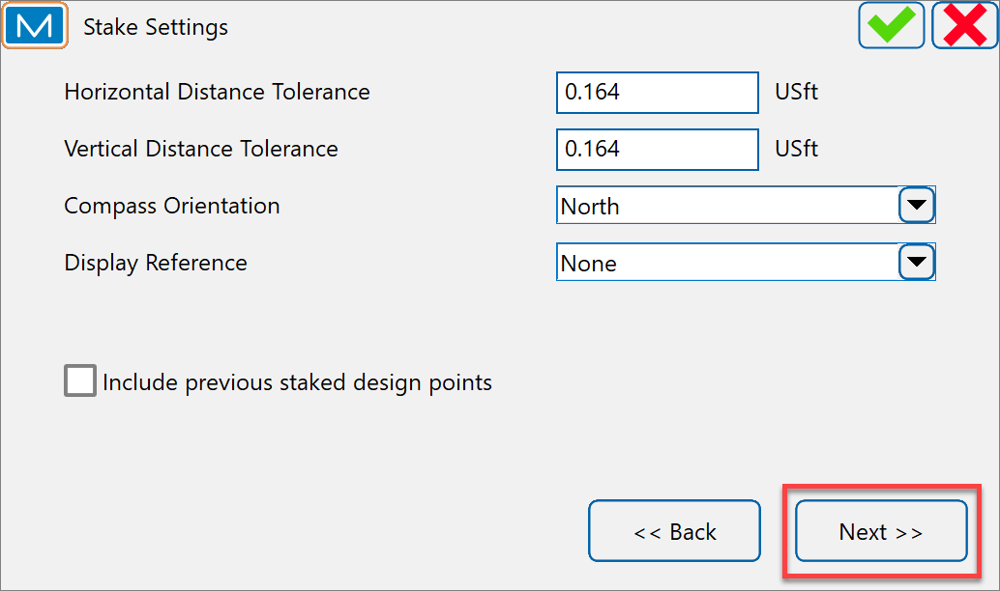 M
Stake Settings
Horizontal Distance Tolerance 0.164 USft
Vertical Distance Tolerance 0.164 USft
Compass Orientation North
Display Reference None
Include previous staked design points
<< Back Next >>